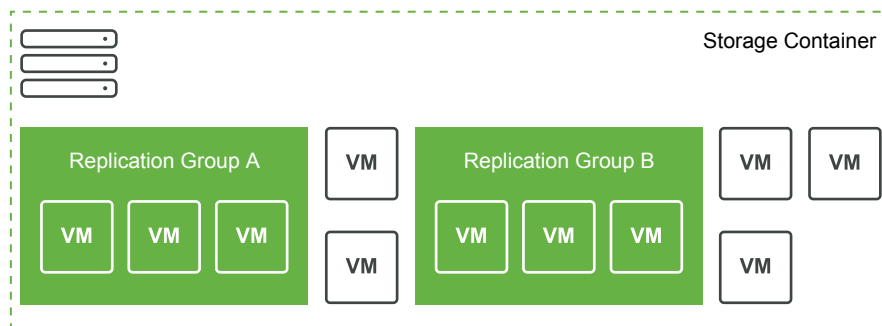 Storage Container
Replication Group A
VM
Replication Group B
VM
VM
VM
VM
VM
VM
VM
VM
VM
VM